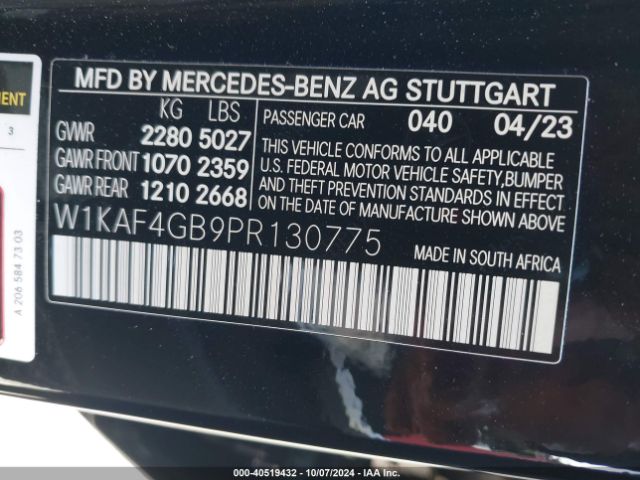 MENT
3
A 206 584 73 03
MFD BY MERCEDES-BENZ AG STUTTGART
KG LBS
GVWR 2280 5027
GAWR FRONT 1070 2359
GAWR REAR 1210 2668
PASSENGER CAR 040 04/23
THIS VEHICLE CONFORMS TO ALL APPLICABLE
U.S. FEDERAL MOTOR VEHICLE SAFETY,BUMPER
AND THEFT PREVENTION STANDARDS IN EFFECT
ON THE DATE OF MANUFACTURE SHOWN ABOVE
W1KAF4GB9PR130775
MADE IN SOUTH AFRICA
000-40519432 - 10/07/2024 - IAA Inc.